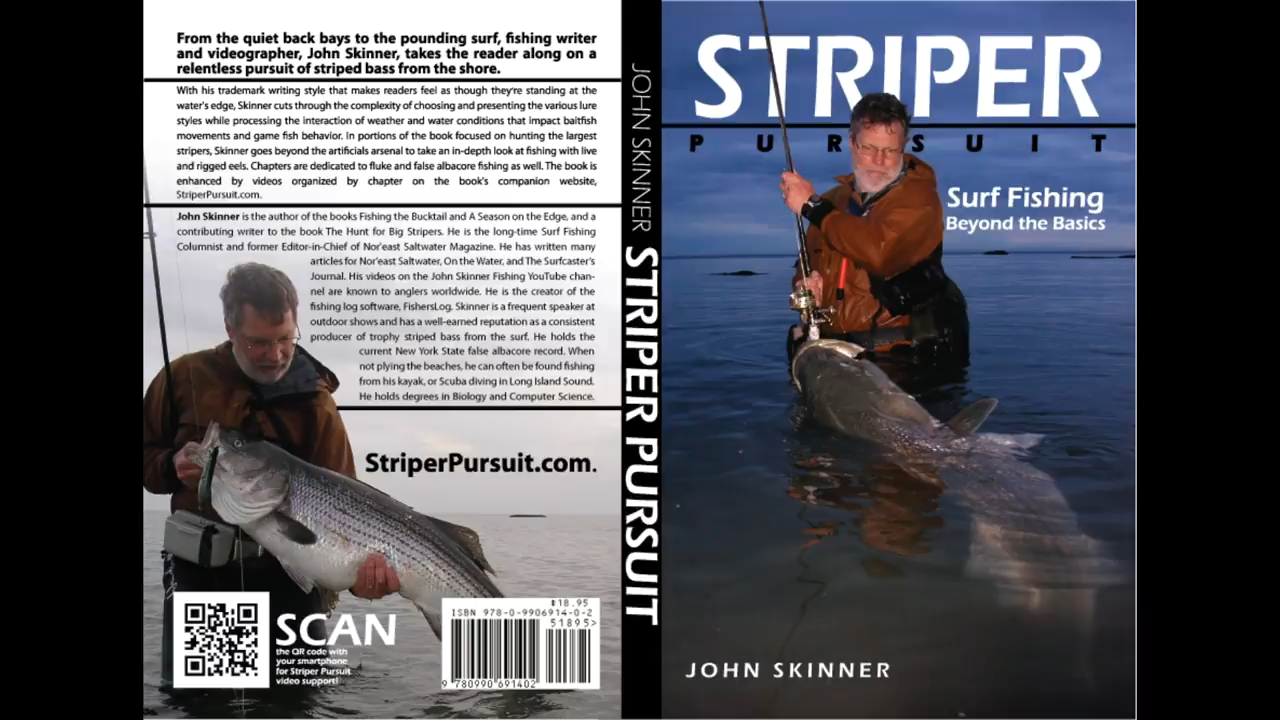 From the quiet back bays to the pounding surf, fishing writer
and videographer, John Skinner, takes the reader along on a
relentless pursuit of striped bass from the shore.
With his trademark writing style that makes readers feel as though they're standing at the
water's edge, Skinner cuts through the complexity of choosing and presenting the various lure
styles while processing the interaction of weather and water conditions that impact baitfish
movements and game fish behavior. In portions of the book focused on hunting the largest
stripers, Skinner goes beyond the artificials arsenal to take an in-depth look at fishing with live
and rigged eels. Chapters are dedicated to fluke and false albacore fishing as well. The book is
enhanced by videos organized by chapter on the book's companion website,
StriperPursuit.com.
John Skinner is the author of the books Fishing the Bucktail and A Season on the Edge, and a
contributing writer to the book The Hunt for Big Stripers. He is the long-time Surf Fishing
Columnist and former Editor-in-Chief of Nor'east Saltwater Magazine. He has written many
articles for Nor'east Saltwater, On the Water, and The Surfcaster's
Journal. His videos on the John Skinner Fishing YouTube chan-
nel are known to anglers worldwide. He is the creator of the
fishing log software, FishersLog. Skinner is a frequent speaker at
outdoor shows and has a well-earned reputation as a consistent
producer of trophy striped bass from the surf. He holds the
current New York State false albacore record. When
not plying the beaches, he can often be found fishing
from his kayak, or Scuba diving in Long Island Sound.
He holds degrees in Biology and Computer Science.
StriperPursuit.com.
SCAN
the QR code with
your smartphone
for Striper Pursuit
video support!
$18.95
ISBN 978-0-9906914-0-2
51895>
9 780990 691402
JOHN SKINNER STRIPER PURSUIT
STRIPER
PURSUIT
Surf Fishing
Beyond the Basics
JOHN SKINNER